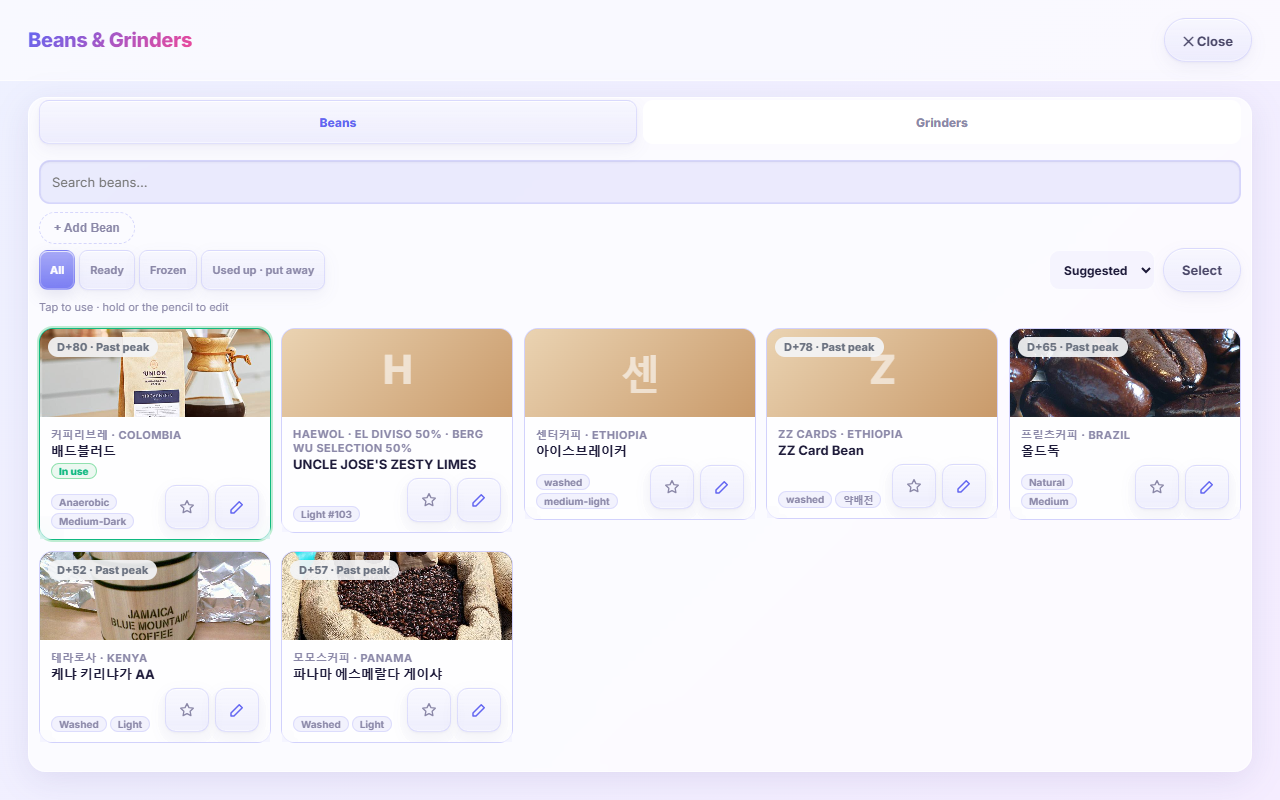 Beans & Grinders
Close
Beans
Grinders
Search beans...
+ Add Bean
All
Ready
Frozen
Used up · put away
Suggested
Select
Tap to use · hold or the pencil to edit
D+80 · Past peak
UNION
커피리브레 · COLOMBIA
배드블러드
In use
Anaerobic
Medium-Dark
H
HAEWOL · EL DIVISO 50% · BERG
WU SELECTION 50%
UNCLE JOSE'S ZESTY LIMES
Light #103
센
센터커피 · ETHIOPIA
아이스브레이커
washed
medium-light
D+78 · Past peak
Z
ZZ CARDS · ETHIOPIA
ZZ Card Bean
washed
약배전
D+65 · Past peak
프릳츠커피 · BRAZIL
올드독
Natural
Medium
D+52 · Past peak
JAMAICA
BLUE MOUNTAIN
COFFEE
테라로사 · KENYA
케냐 키리냐가 AA
Washed
Light
D+57 · Past peak
모모스커피 · PANAMA
파나마 에스메랄다 게이샤
Washed
Light